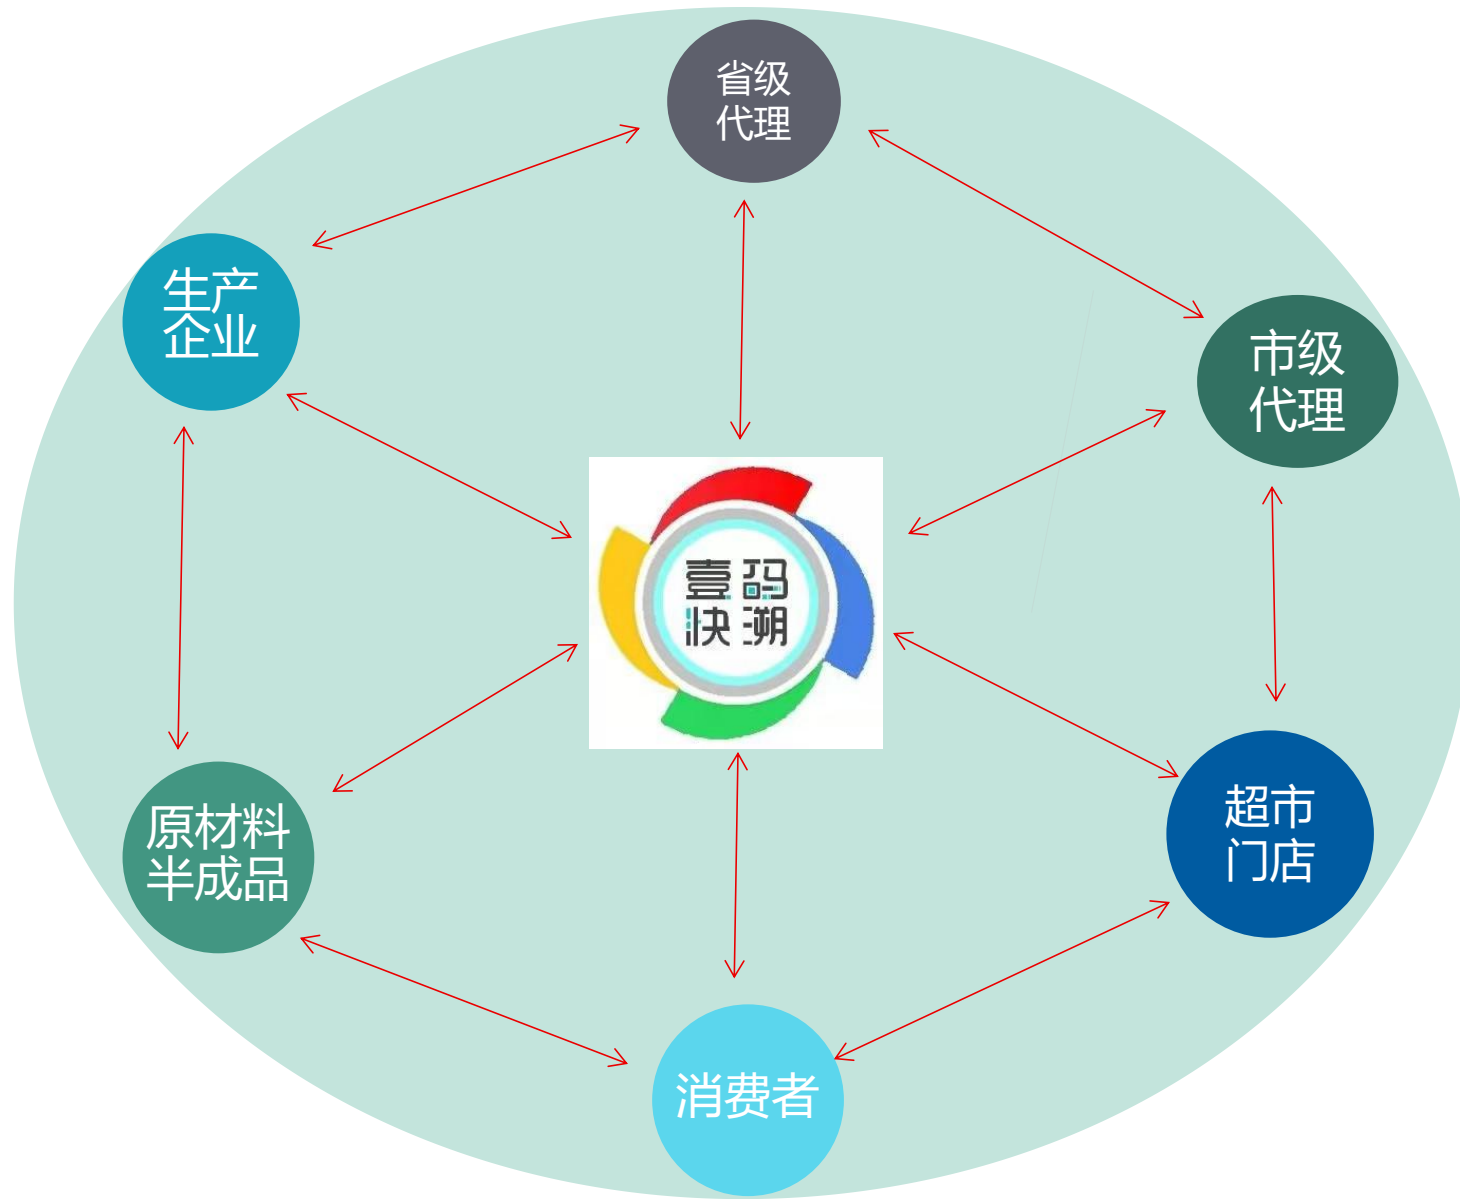 省级
代理
生产
企业
市级
代理
壹码
快溯
原材料
半成品
超市
门店
消费者